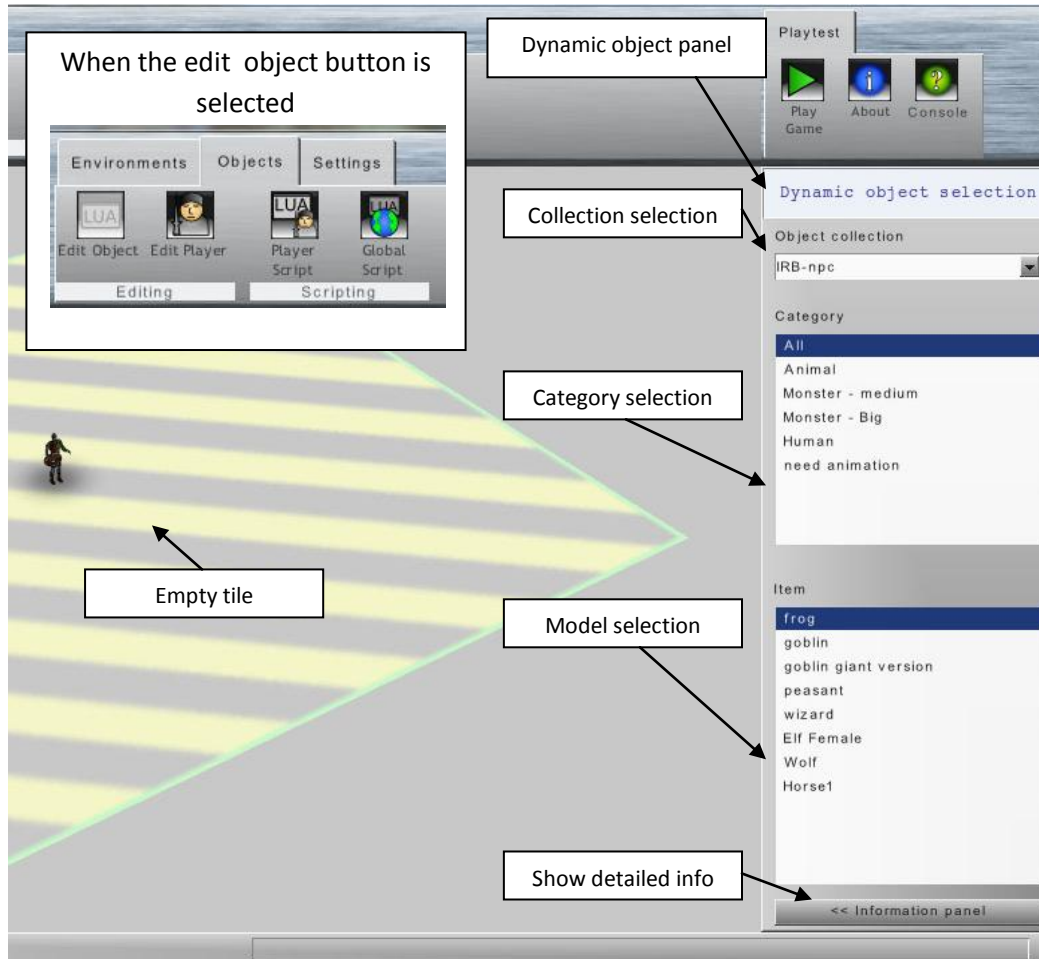 When the edit object button is
selected
Environments
Objects
Settings
LUA
LUA
LUA
Edit Object
Edit Player
Player
Script
Global
Script
Editing
Scripting
Dynamic object panel
Playtest
Play
Game
About
Console
Collection selection
Dynamic object selection
Object collection
IRB-npc
Category
All
Animal
Monster - medium
Monster - Big
Human
need animation
Category selection
Empty tile
Model selection
Item
frog
goblin
goblin giant version
peasant
wizard
Elf Female
Wolf
Horse1
Show detailed info
<< Information panel